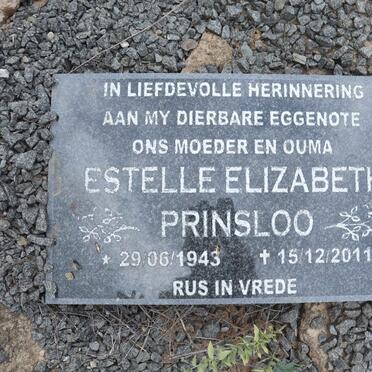 IN LIEFDEVOLLE HERINNERING
AAN MY DIERBARE EGGENOTE
ONS MOEDER EN OUMA
ESTELLE ELIZABETH
PRINSLOO
* 29/06/1943 ✝ 15/12/2011
RUS IN VREDE